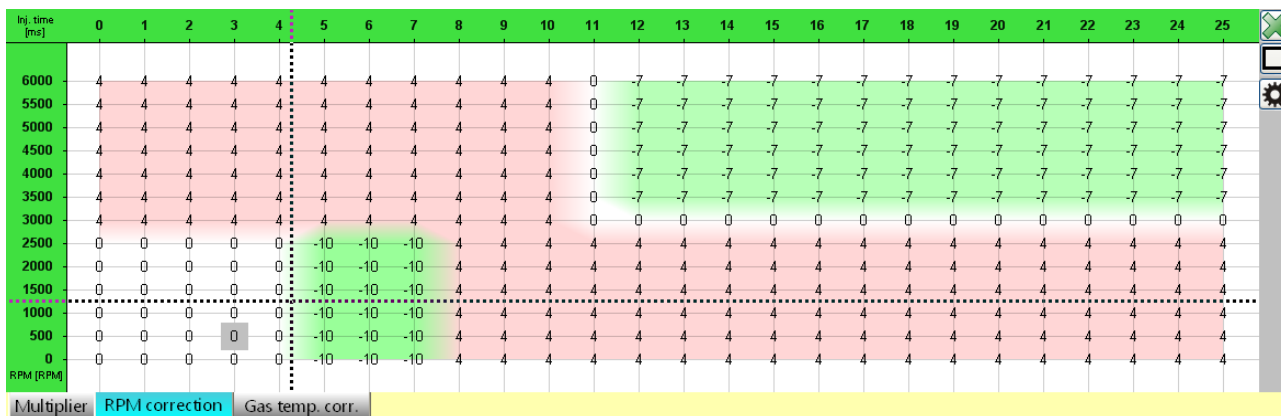 Inj. time [ms] 0 1 2 3 4 5 6 7 8 9 10 11 12 13 14 15 16 17 18 19 20 21 22 23 24 25
6000 4 4 4 4 4 4 4 4 4 4 4 0 -7 -7 -7 -7 -7 -7 -7 -7 -7 -7 -7 -7 -7 -7
5500 4 4 4 4 4 4 4 4 4 4 4 0 -7 -7 -7 -7 -7 -7 -7 -7 -7 -7 -7 -7 -7 -7
5000 4 4 4 4 4 4 4 4 4 4 4 0 -7 -7 -7 -7 -7 -7 -7 -7 -7 -7 -7 -7 -7 -7
4500 4 4 4 4 4 4 4 4 4 4 4 0 -7 -7 -7 -7 -7 -7 -7 -7 -7 -7 -7 -7 -7 -7
4000 4 4 4 4 4 4 4 4 4 4 4 0 -7 -7 -7 -7 -7 -7 -7 -7 -7 -7 -7 -7 -7 -7
3500 4 4 4 4 4 4 4 4 4 4 4 0 -7 -7 -7 -7 -7 -7 -7 -7 -7 -7 -7 -7 -7 -7
3000 4 4 4 4 4 4 4 4 4 4 4 0 0 0 0 0 0 0 0 0 0 0 0 0 0 0
2500 0 0 0 0 0 -10 -10 -10 4 4 4 4 4 4 4 4 4 4 4 4 4 4 4 4 4 4
2000 0 0 0 0 0 -10 -10 -10 4 4 4 4 4 4 4 4 4 4 4 4 4 4 4 4 4 4
1500 0 0 0 0 0 -10 -10 -10 4 4 4 4 4 4 4 4 4 4 4 4 4 4 4 4 4 4
1000 0 0 0 0 0 -10 -10 -10 4 4 4 4 4 4 4 4 4 4 4 4 4 4 4 4 4 4
500 0 0 0 0 0 -10 -10 -10 4 4 4 4 4 4 4 4 4 4 4 4 4 4 4 4 4 4
0 0 0 0 0 0 -10 -10 -10 4 4 4 4 4 4 4 4 4 4 4 4 4 4 4 4 4 4
RPM [RPM]
Multiplier RPM correction Gas temp. corr.